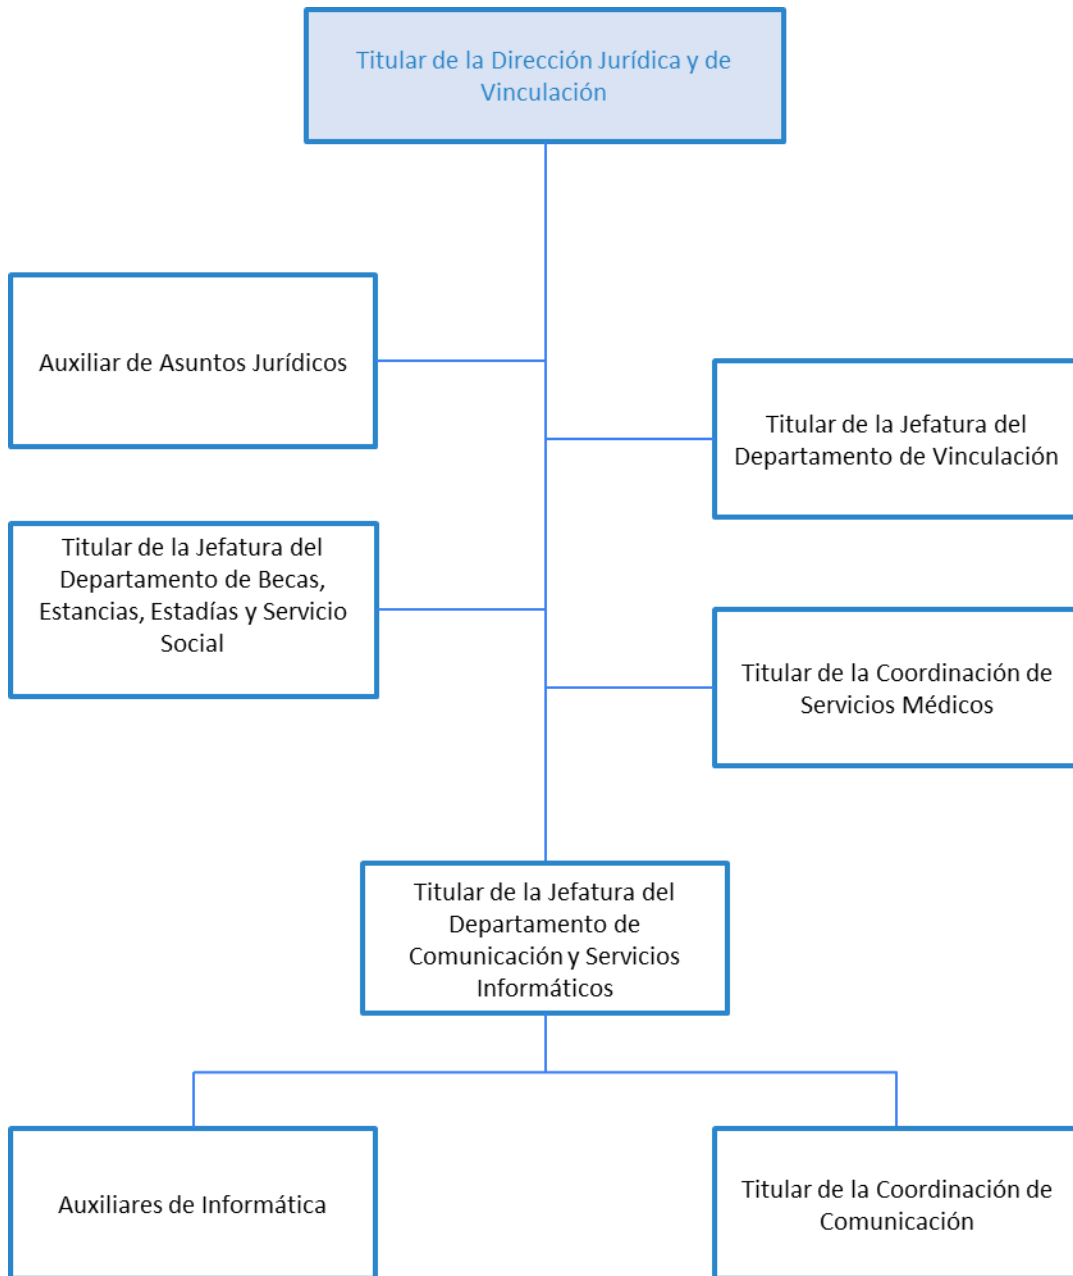 Titular de la Dirección Jurídica y de
Vinculación
Auxiliar de Asuntos Jurídicos
Titular de la Jefatura del
Departamento de Vinculación
Titular de la Jefatura del
Departamento de Becas,
Estancias, Estadías y Servicio
Social
Titular de la Coordinación de
Servicios Médicos
Titular de la Jefatura del
Departamento de
Comunicación y Servicios
Informáticos
Auxiliares de Informática
Titular de la Coordinación de
Comunicación